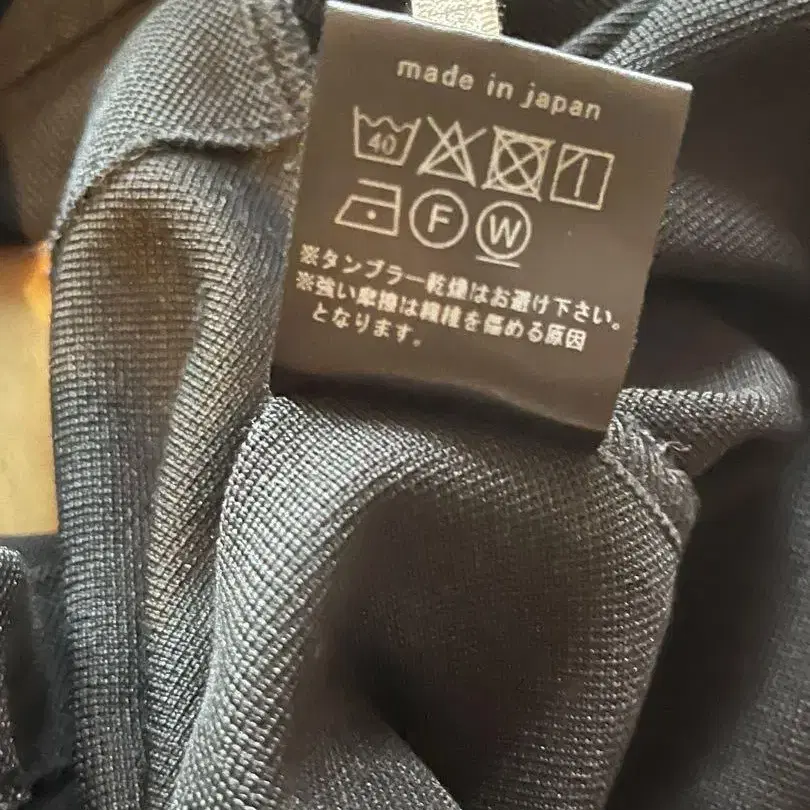 made in japan
40
F W
※タンブラー乾燥はお避け下さい。
※強い摩擦は繊維を傷める原因
となります。